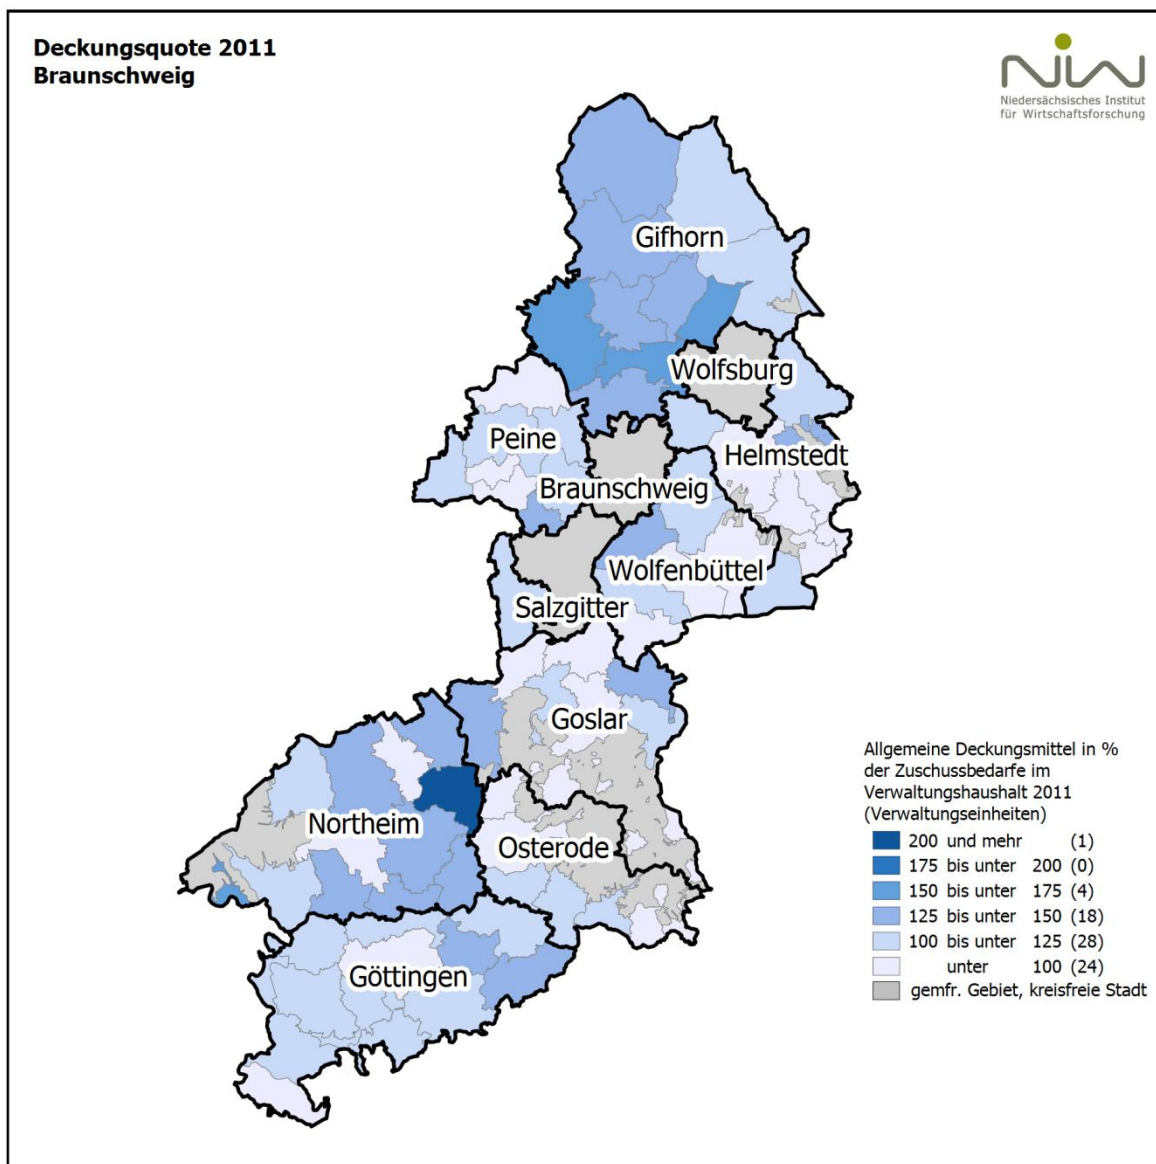 Deckungsquote 2011
Braunschweig
NIW
Niedersächsisches Institut
für Wirtschaftsforschung
Gifhorn
Wolfsburg
Peine
Helmstedt
Braunschweig
Wolfenbüttel
Salzgitter
Goslar
Northeim
Osterode
Göttingen
Allgemeine Deckungsmittel in %
der Zuschussbedarfe im
Verwaltungshaushalt 2011
(Verwaltungseinheiten)
200 und mehr (1)
175 bis unter 200 (0)
150 bis unter 175 (4)
125 bis unter 150 (18)
100 bis unter 125 (28)
unter 100 (24)
gemfr. Gebiet, kreisfreie Stadt